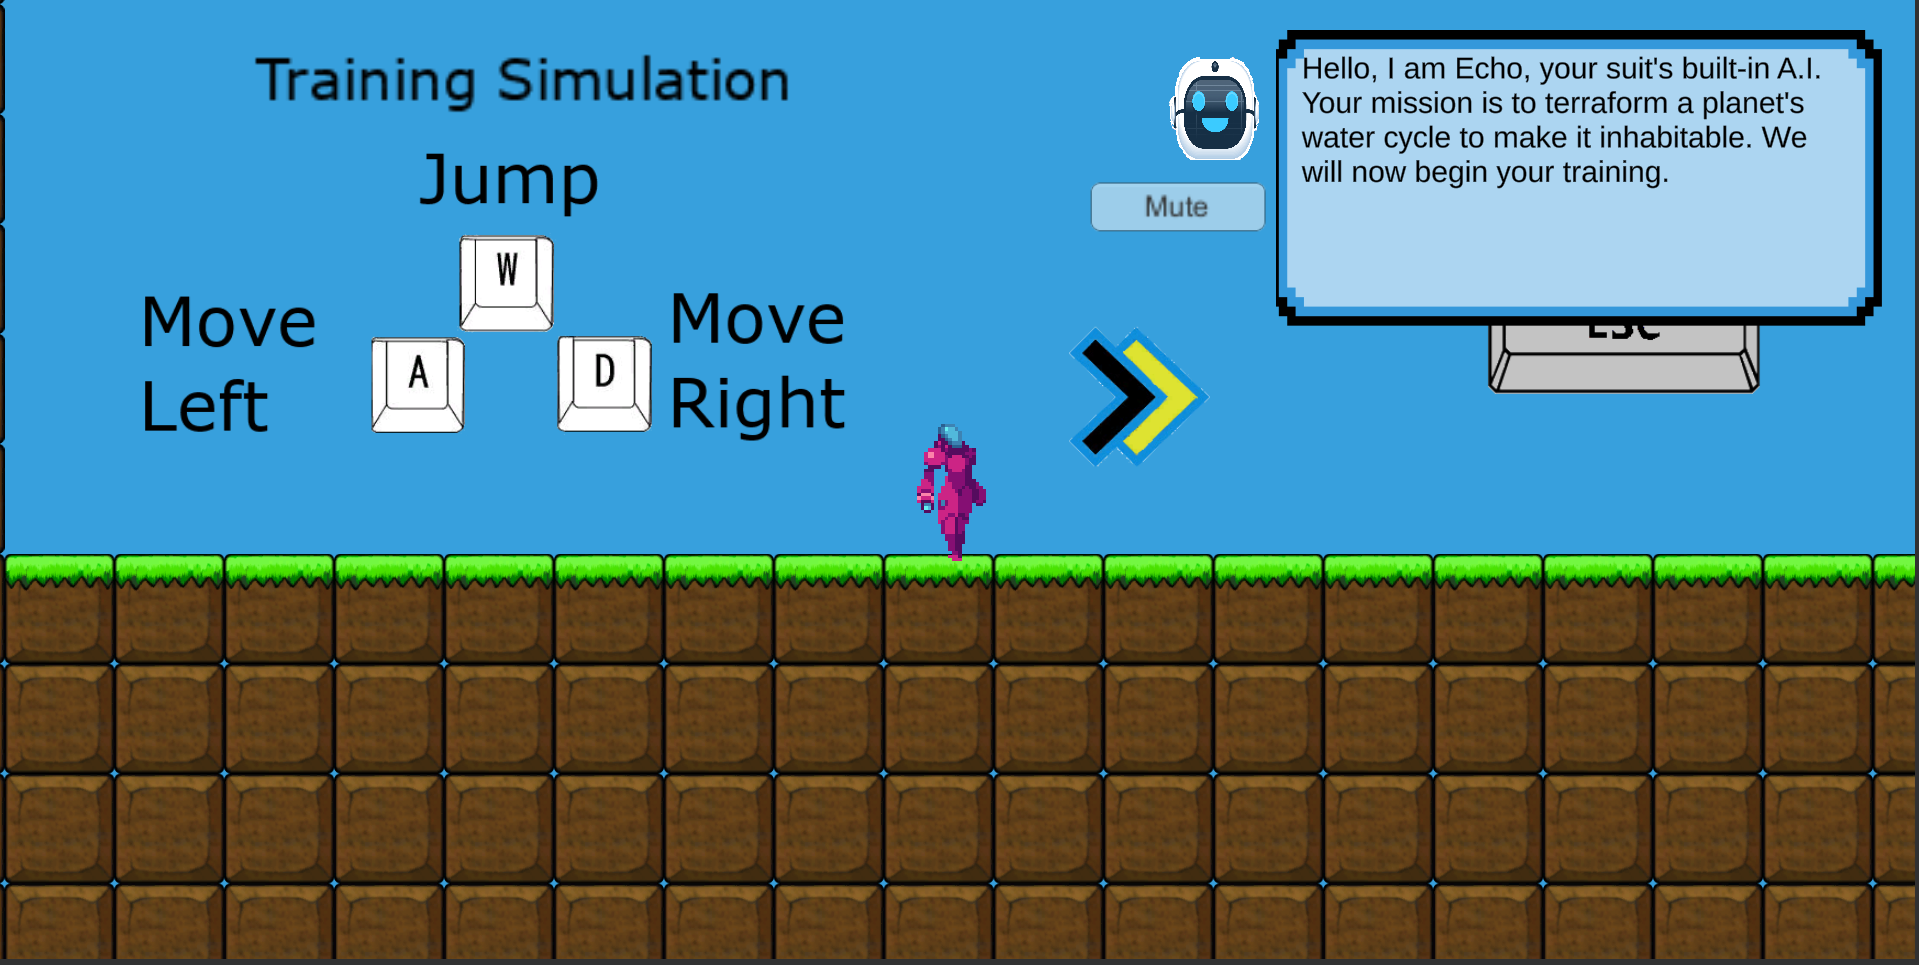 Training Simulation
Jump
W
Move
Left
A
D
Move
Right
Hello, I am Echo, your suit's built-in A.I.
Your mission is to terraform a planet's
water cycle to make it inhabitable. We
will now begin your training.
Mute
ESC